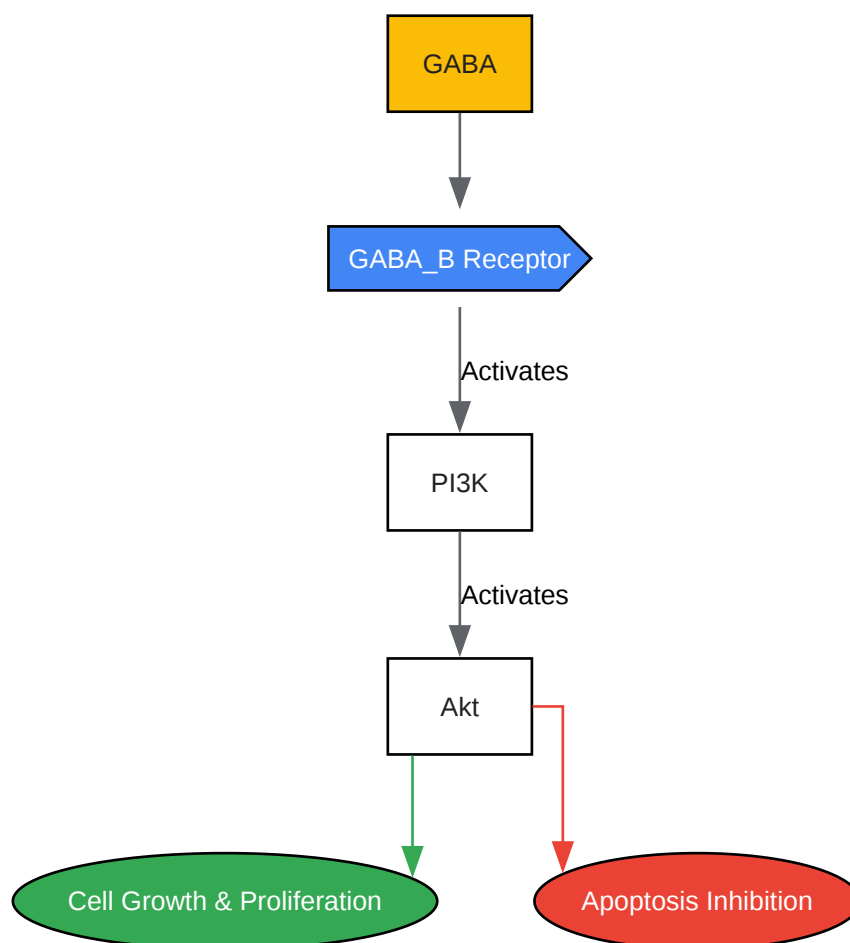 GABA
GABA_B Receptor
Activates
PI3K
Activates
Akt
Cell Growth & Proliferation
Apoptosis Inhibition